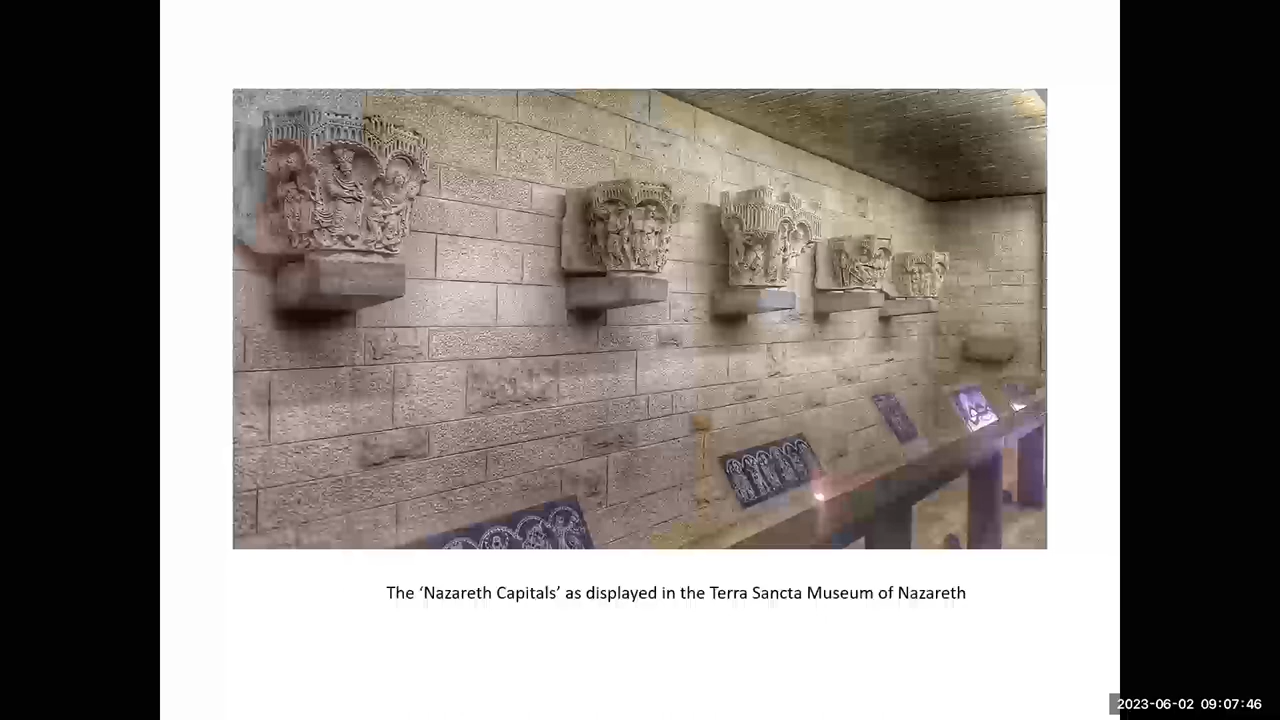 The ‘Nazareth Capitals’ as displayed in the Terra Sancta Museum of Nazareth
2023-06-02 09:07:46